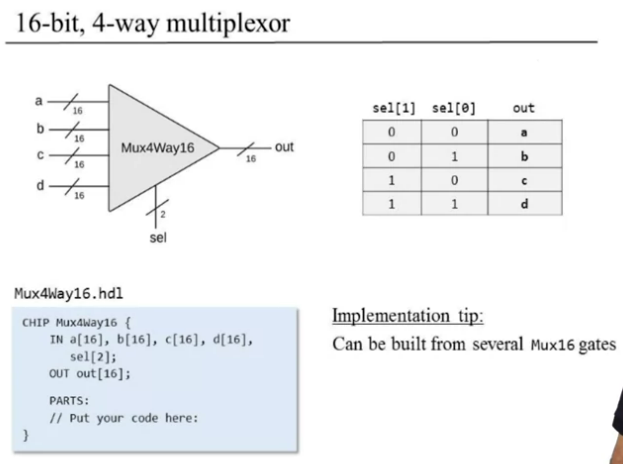 16-bit, 4-way multiplexor
a
16
b
16
c
16
d
16
Mux4Way16
16
out
2
sel
sel[1] sel[0] out
0 0 a
0 1 b
1 0 c
1 1 d
Mux4Way16.hdl
CHIP Mux4Way16 {
IN a[16], b[16], c[16], d[16],
sel[2];
OUT out[16];
PARTS:
// Put your code here:
}
Implementation tip:
Can be built from several Mux16 gates